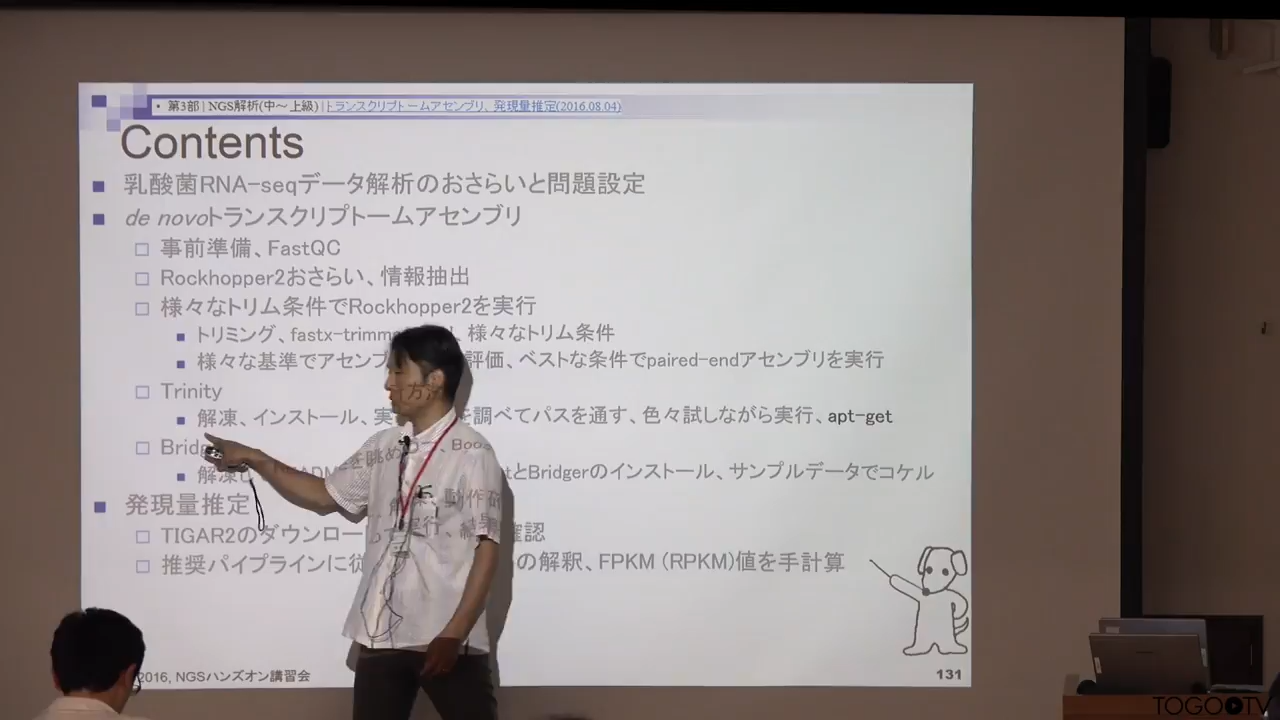 • 第3部 | NGS解析(中～上級) | トランスクリプトームアセンブリ、発現量推定(2016.08.04)
Contents
乳酸菌RNA-seqデータ解析のおさらいと問題設定
de novoトランスクリプトームアセンブリ
事前準備、FastQC
Rockhopper2おさらい、情報抽出
様々なトリム条件でRockhopper2を実行
トリミング、fastx-trimm 様々なトリム条件
様々な基準でアセンブ 評価、ベストな条件でpaired-endアセンブリを実行
Trinity
解凍、インストール、実 方法を調べてパスを通す、色々試しながら実行、apt-get
Bridg
解凍 を眺め とBridgerのインストール、サンプルデータでコケル
発現量推定
TIGAR2のダウンロー 実行、結果確認
推奨パイプラインに従 の解釈、FPKM (RPKM)値を手計算
2016, NGSハンズオン講習会
131
TOGOTV